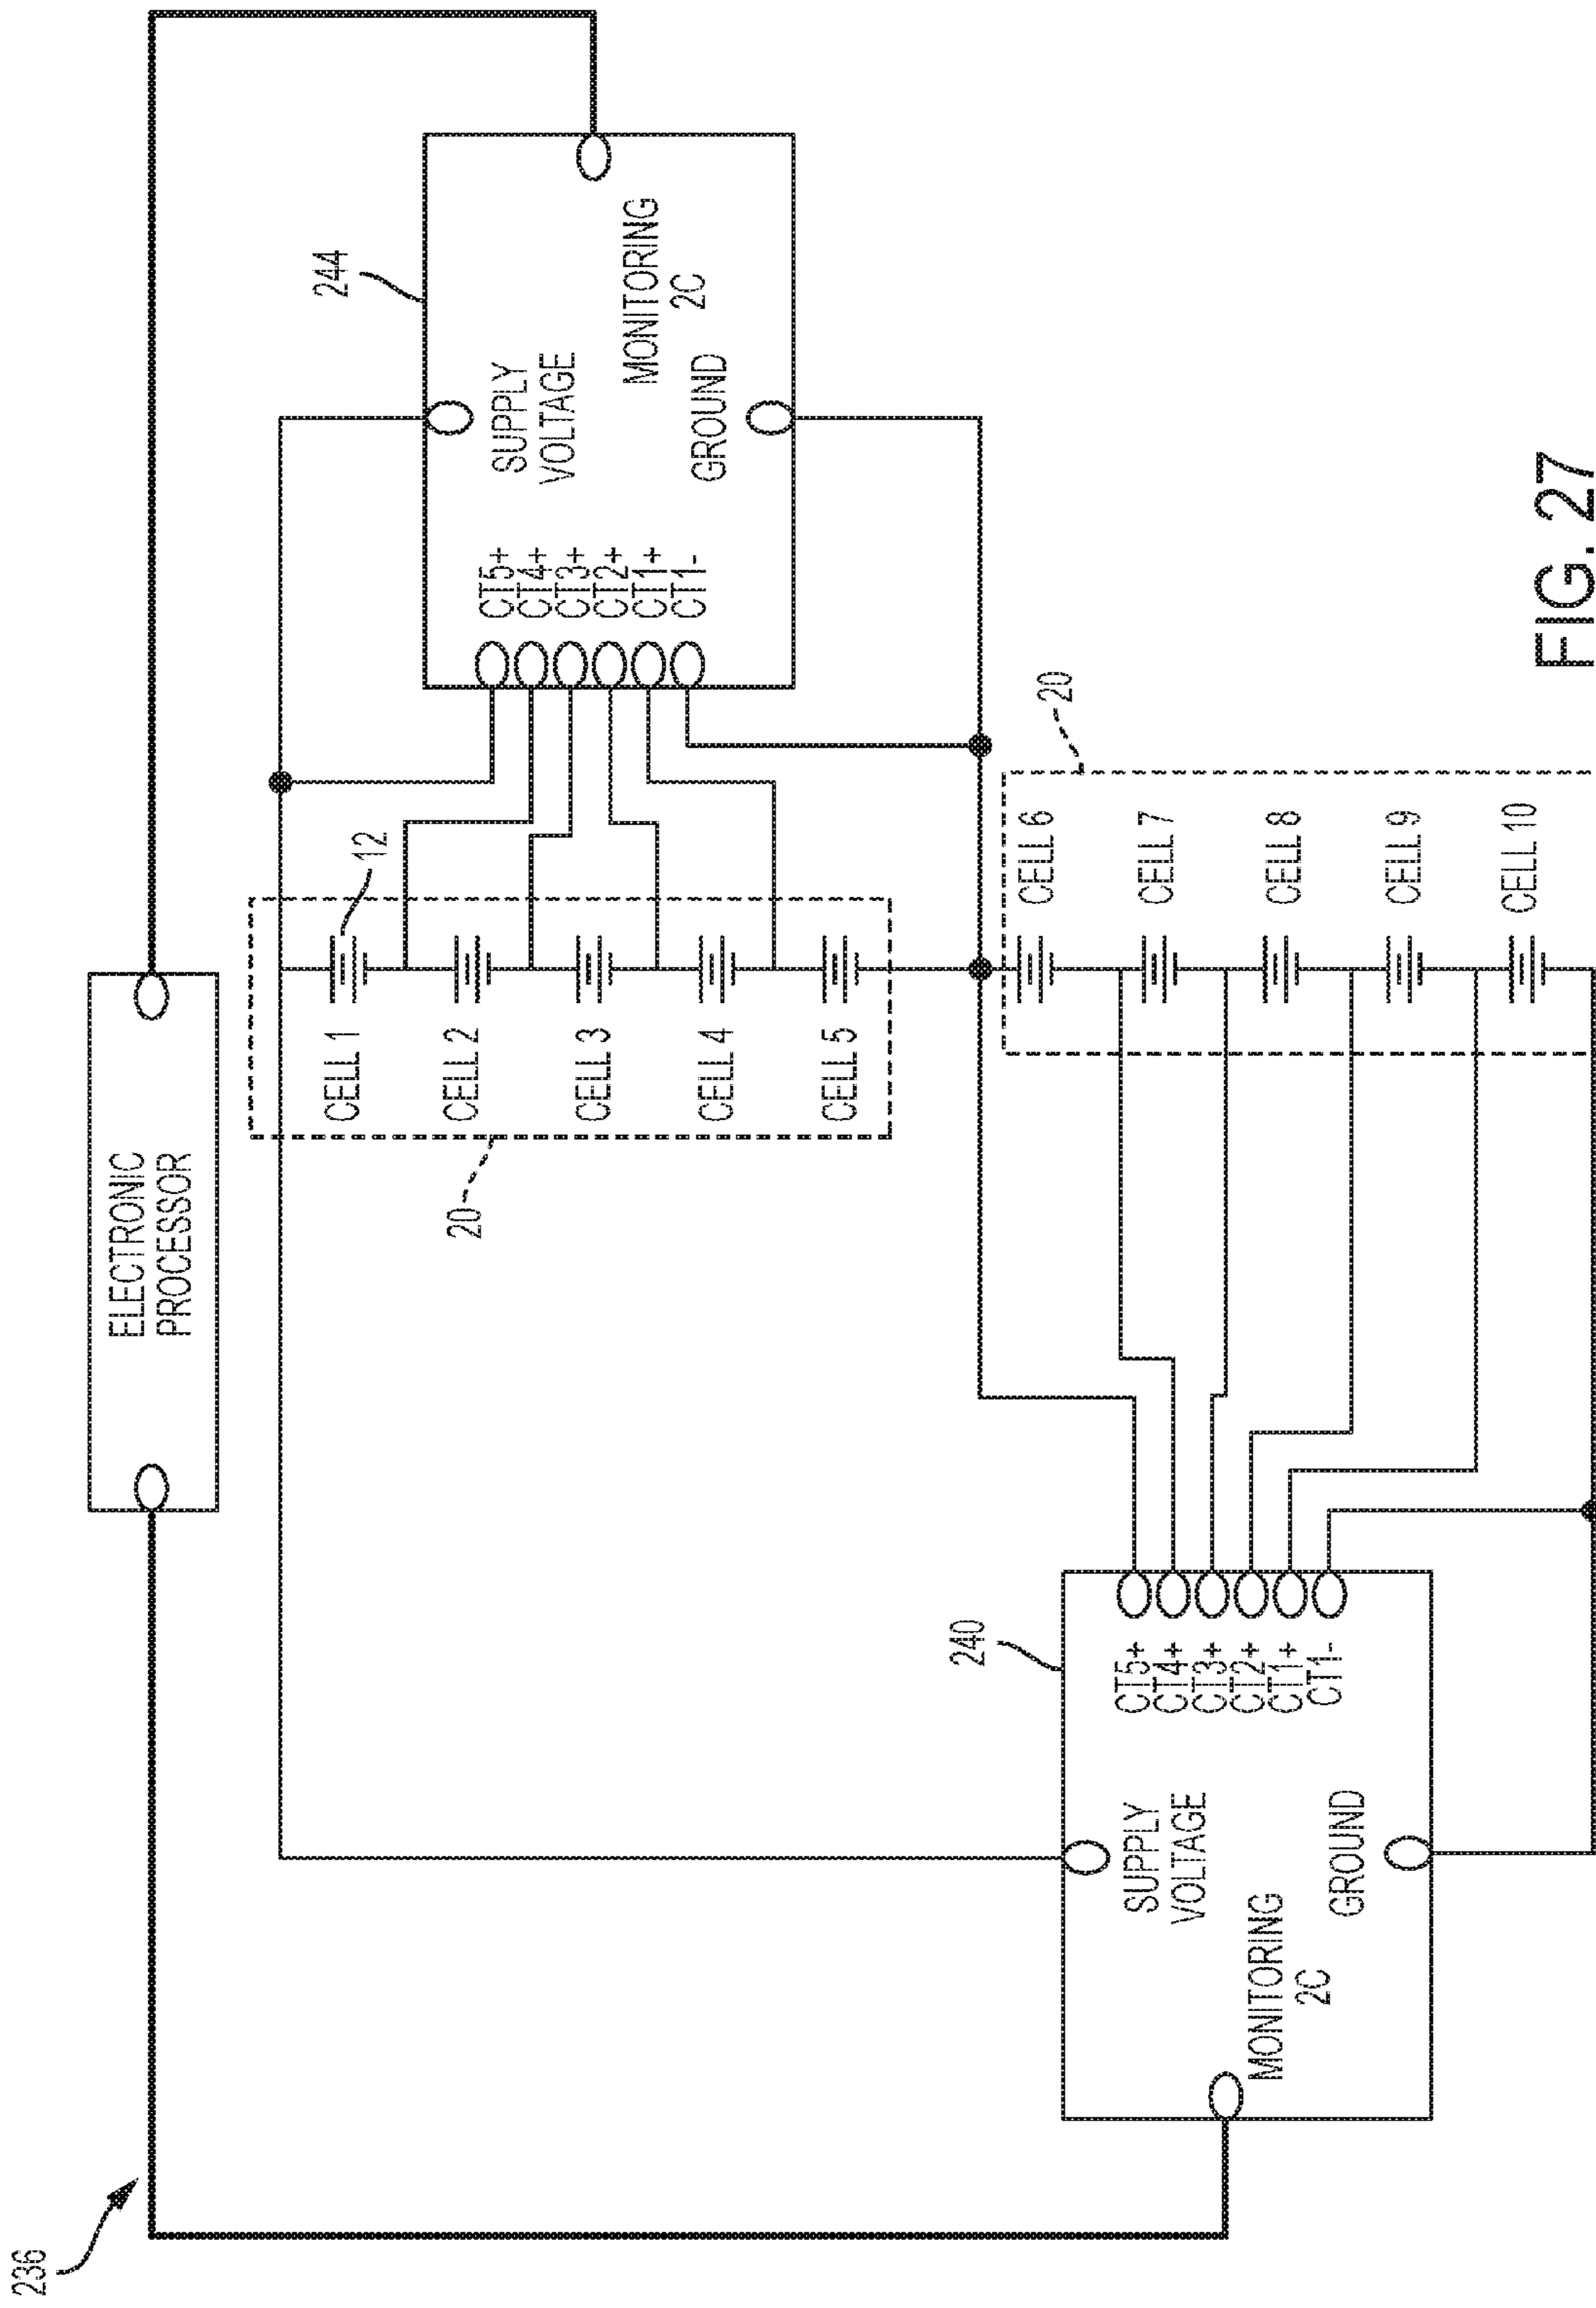 236
ELECTRONIC
PROCESSOR
244
SUPPLY
VOLTAGE
MONITORING
2C
GROUND
CT5+
CT4+
CT3+
CT2+
CT1+
CT1-
12
CELL 1
CELL 2
CELL 3
CELL 4
CELL 5
20
20
CELL 6
CELL 7
CELL 8
CELL 9
CELL 10
240
CT5+
CT4+
CT3+
CT2+
CT1+
CT1-
SUPPLY
VOLTAGE
MONITORING
2C
GROUND
FIG. 27